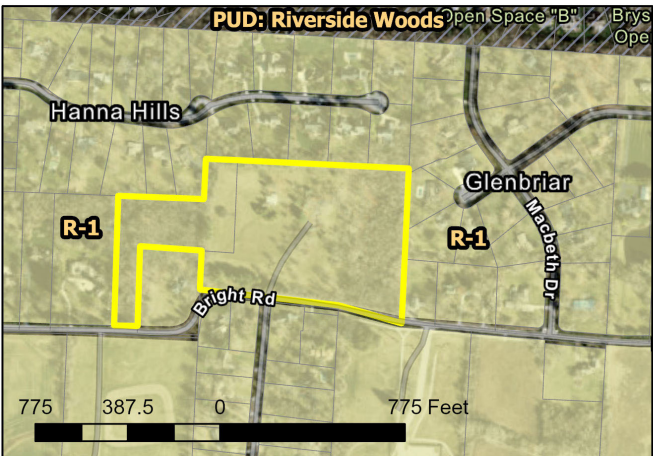 PUD: Riverside Woods
Open Space "B"
Brys
Ope
Hanna Hills
Glenbriar
R-1
R-1
Macbeth Dr
Bright Rd
775 387.5 0 775 Feet